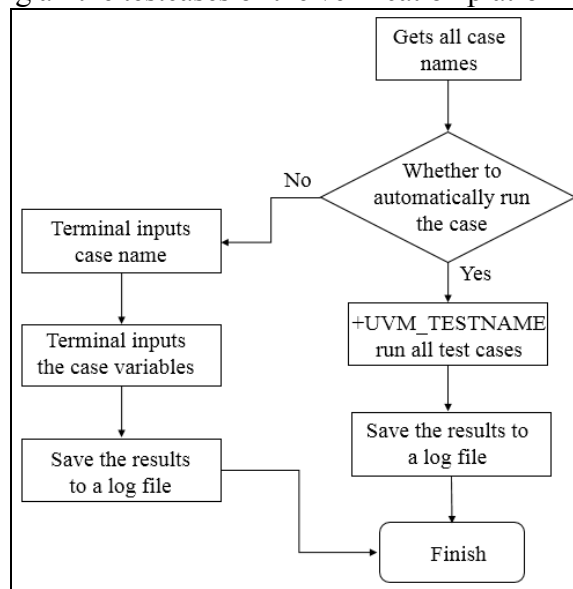 Gets all case
names
Whether to
automatically run
the case
No
Yes
Terminal inputs
case name
Terminal inputs
the case variables
Save the results
to a log file
+UVM_TESTNAME
run all test cases
Save the results to
a log file
Finish